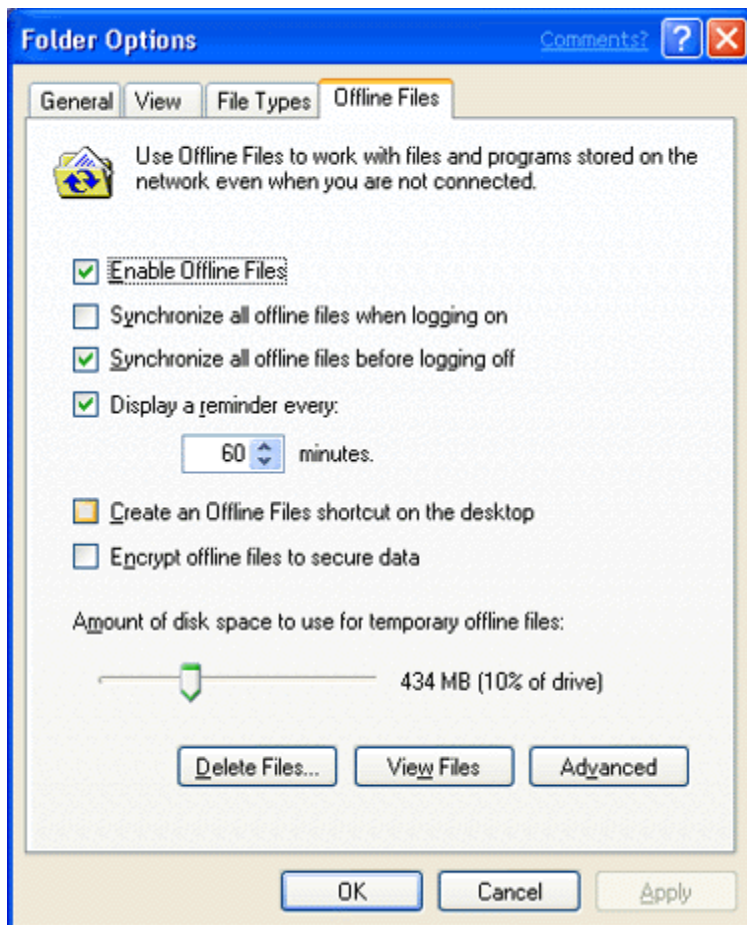 Folder Options Comments? ?
General View File Types Offline Files
Use Offline Files to work with files and programs stored on the
network even when you are not connected.
Enable Offline Files
Synchronize all offline files when logging on
Synchronize all offline files before logging off
Display a reminder every:
60 minutes.
Create an Offline Files shortcut on the desktop
Encrypt offline files to secure data
Amount of disk space to use for temporary offline files:
434 MB (10% of drive)
Delete Files... View Files Advanced
OK Cancel Apply